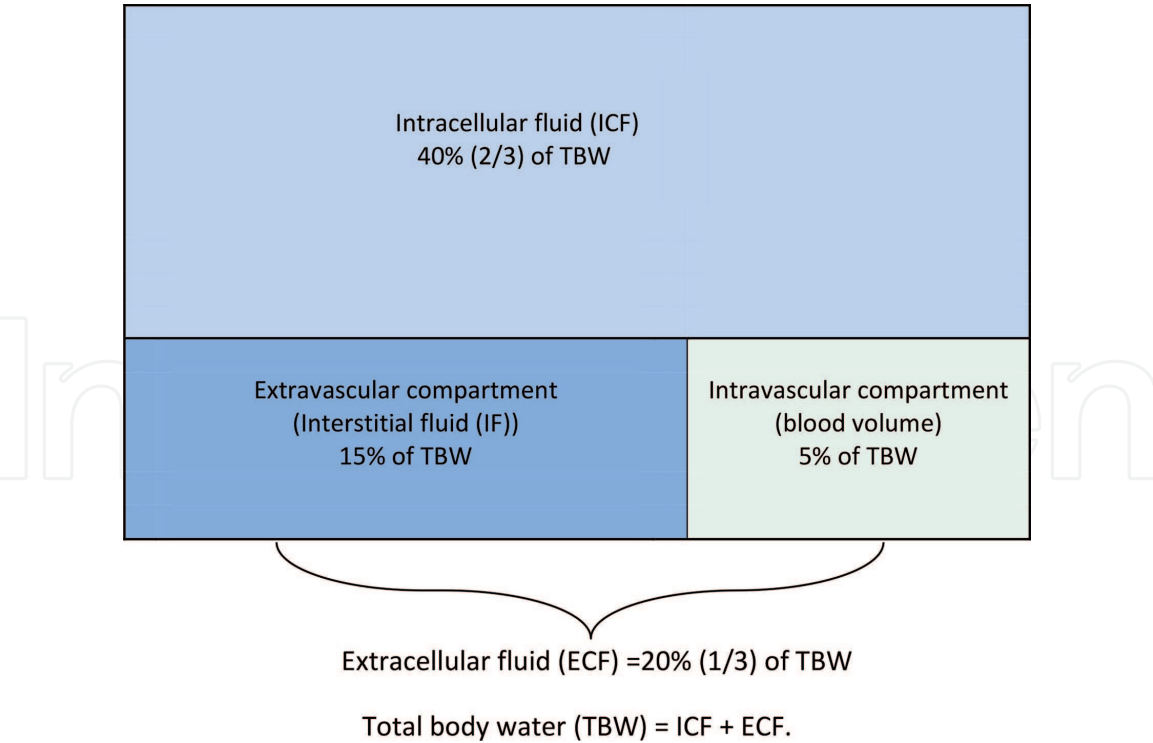 Intracellular fluid (ICF)
40% (2/3) of TBW
Extravascular compartment
(Interstitial fluid (IF))
15% of TBW
Intravascular compartment
(blood volume)
5% of TBW
Extracellular fluid (ECF) =20% (1/3) of TBW
Total body water (TBW) = ICF + ECF.